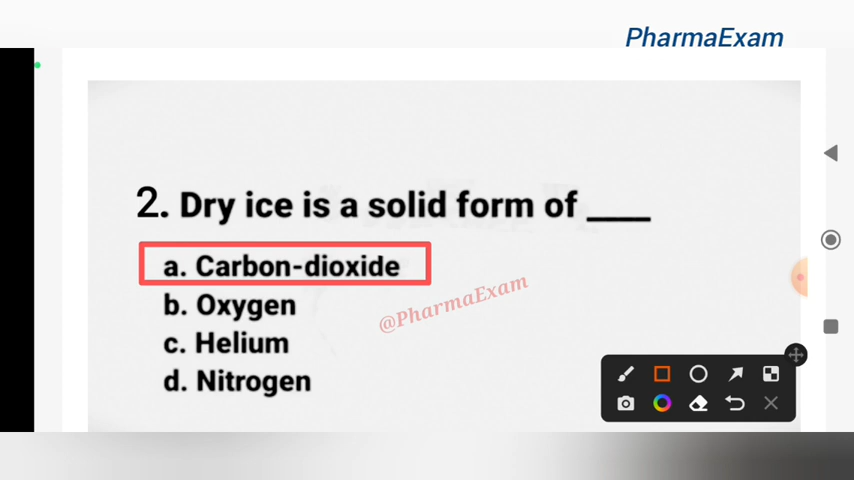 PharmaExam
2. Dry ice is a solid form of ____
a. Carbon-dioxide
b. Oxygen
@PharmaExam
c. Helium
d. Nitrogen